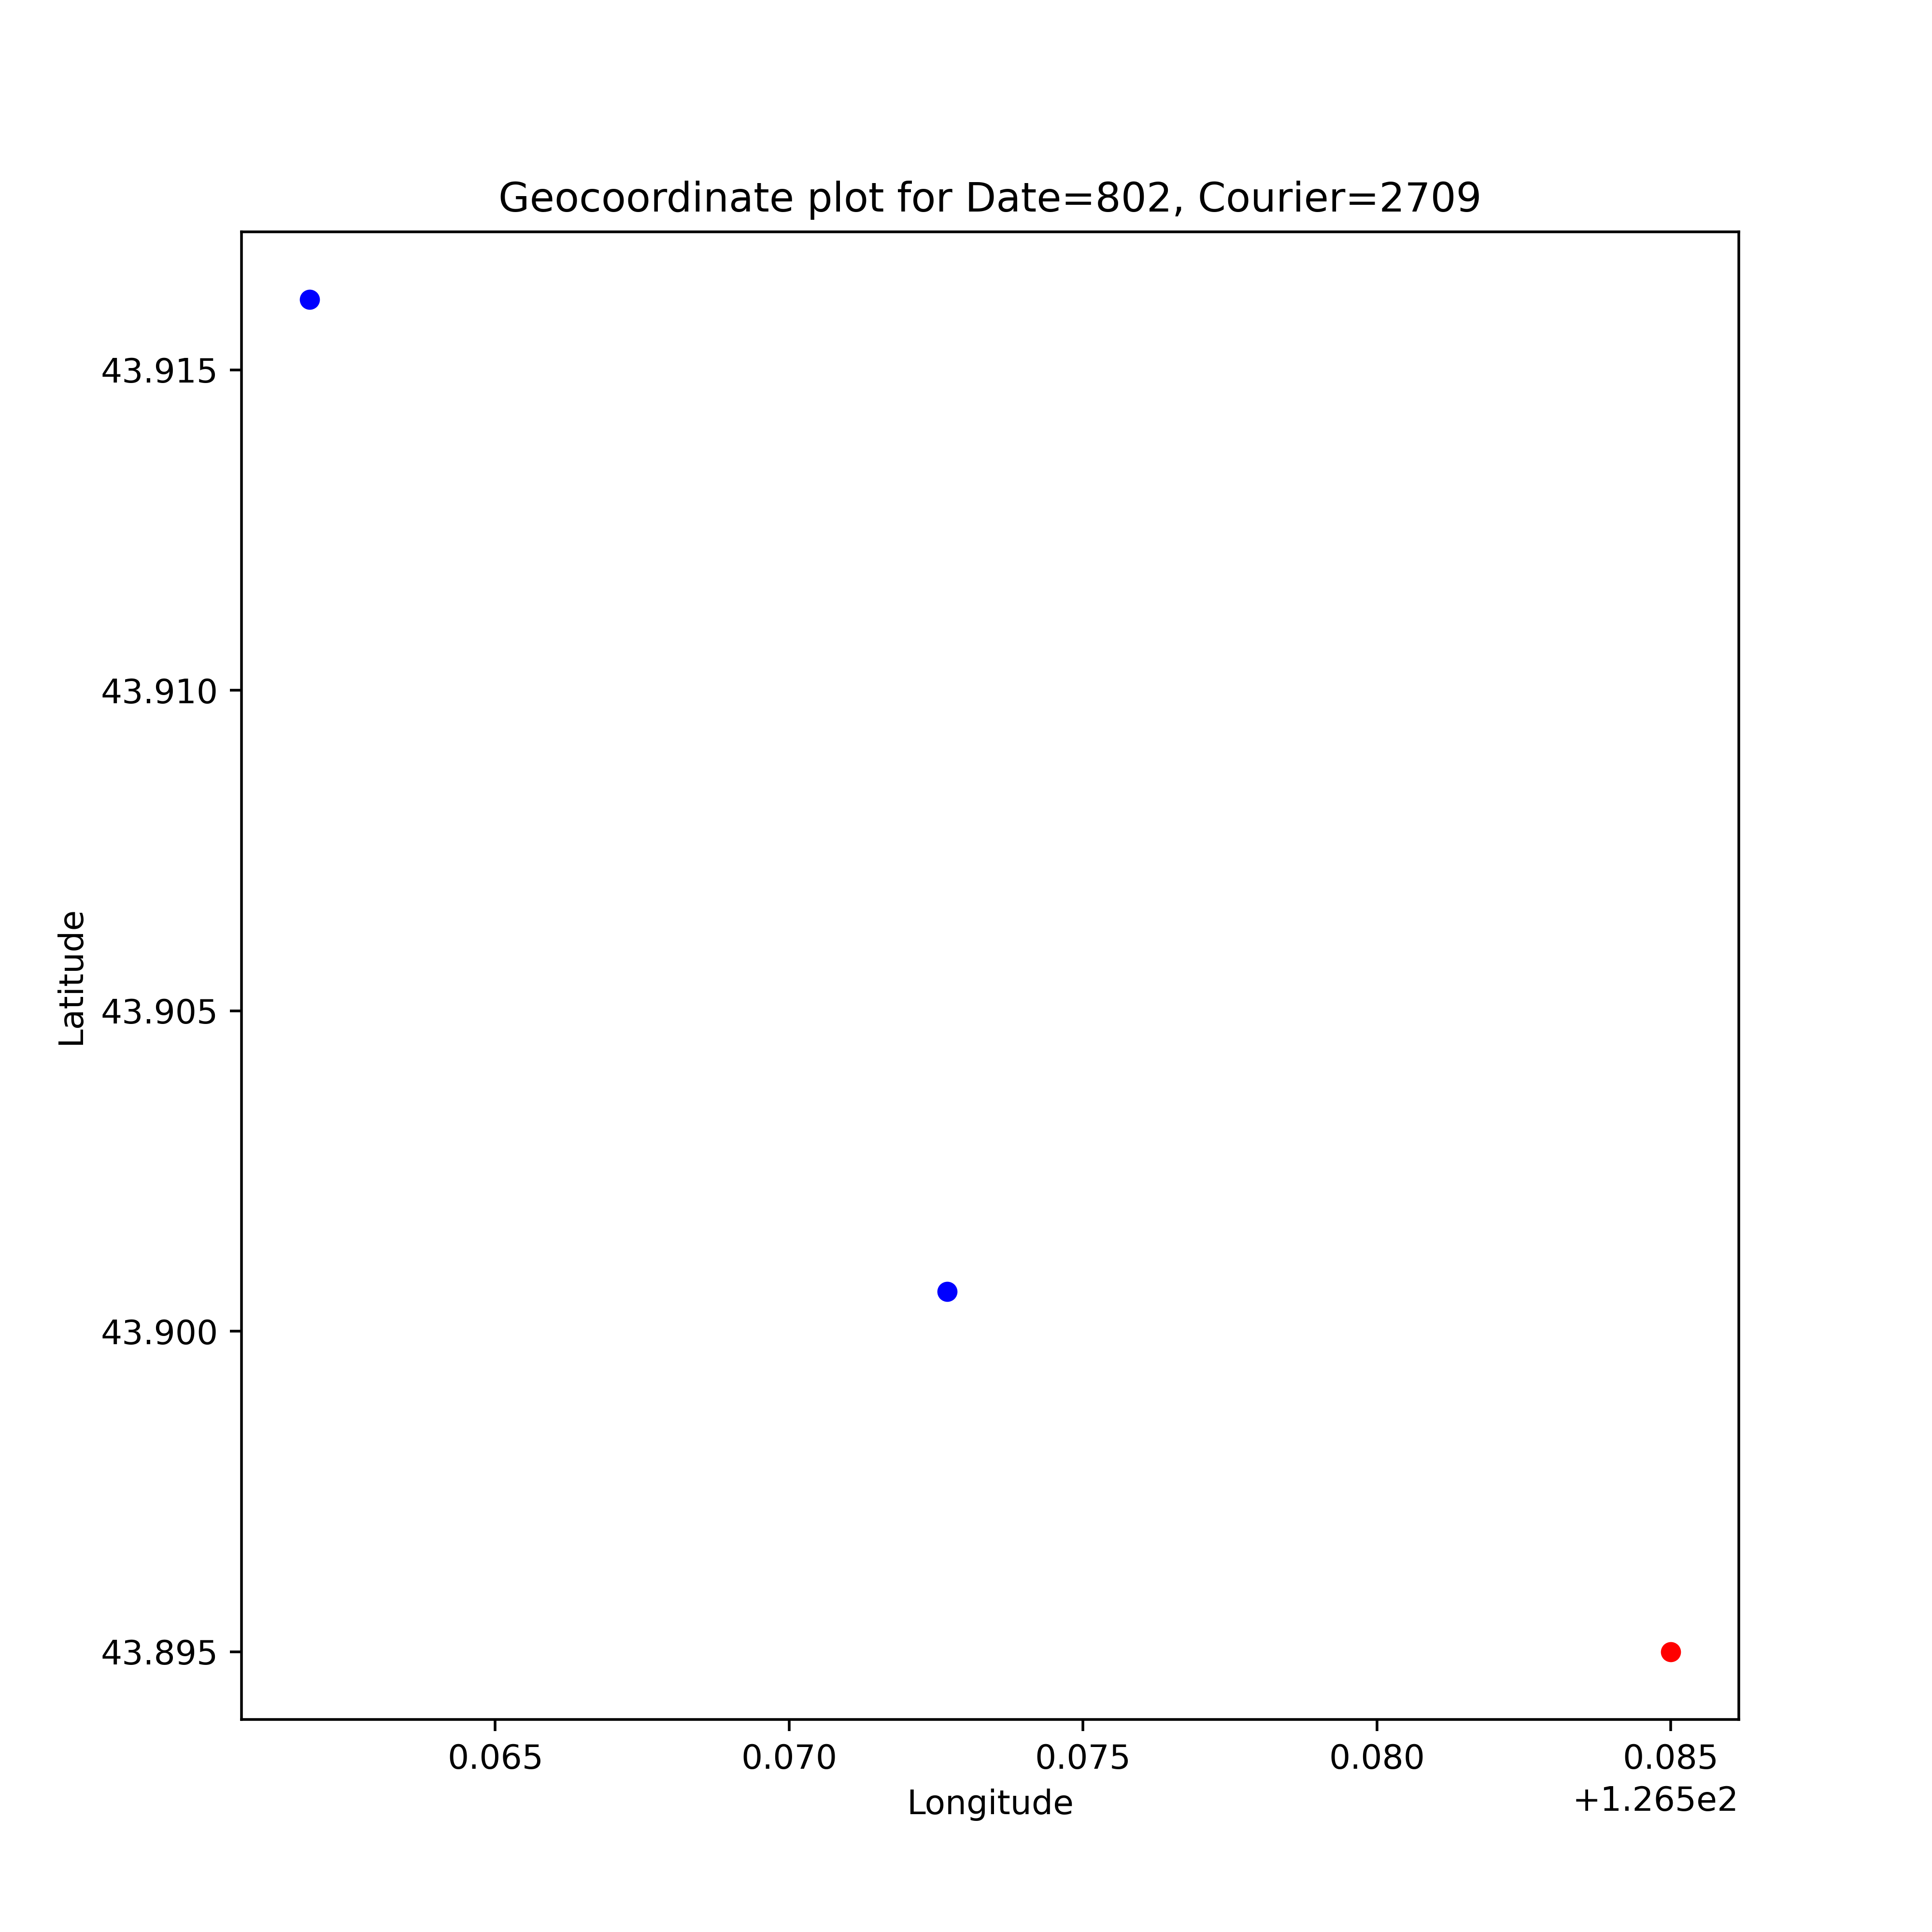 Geocoordinate plot for Date=802, Courier=2709
43.915
43.910
43.905
43.900
43.895
Latitude
0.065 0.070 0.075 0.080 0.085
+1.265e2
Longitude